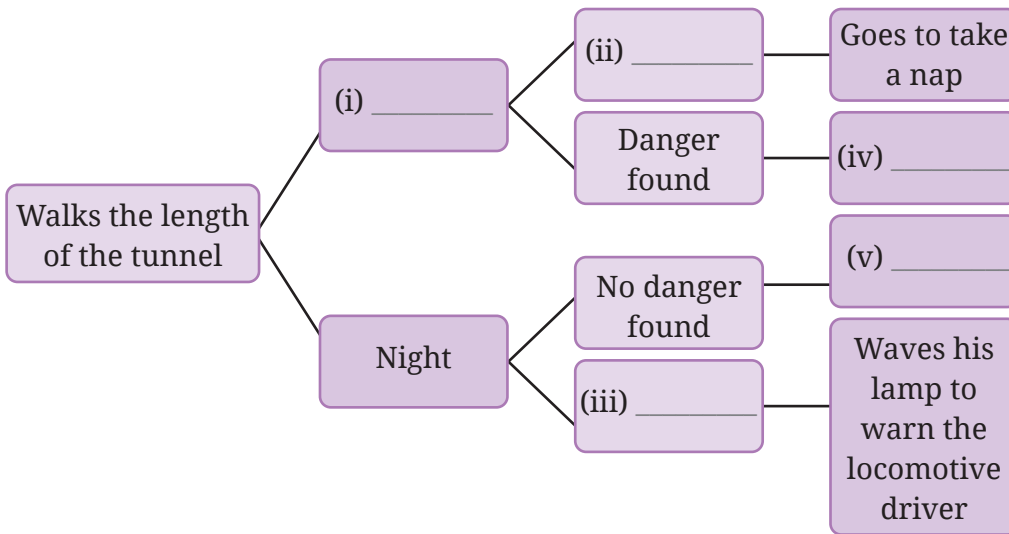 Walks the length
of the tunnel
(i) ________
Night
(ii) ________
Danger
found
No danger
found
(iii) ________
Goes to take
a nap
(iv) ________
(v) ________
Waves his
lamp to
warn the
locomotive
driver